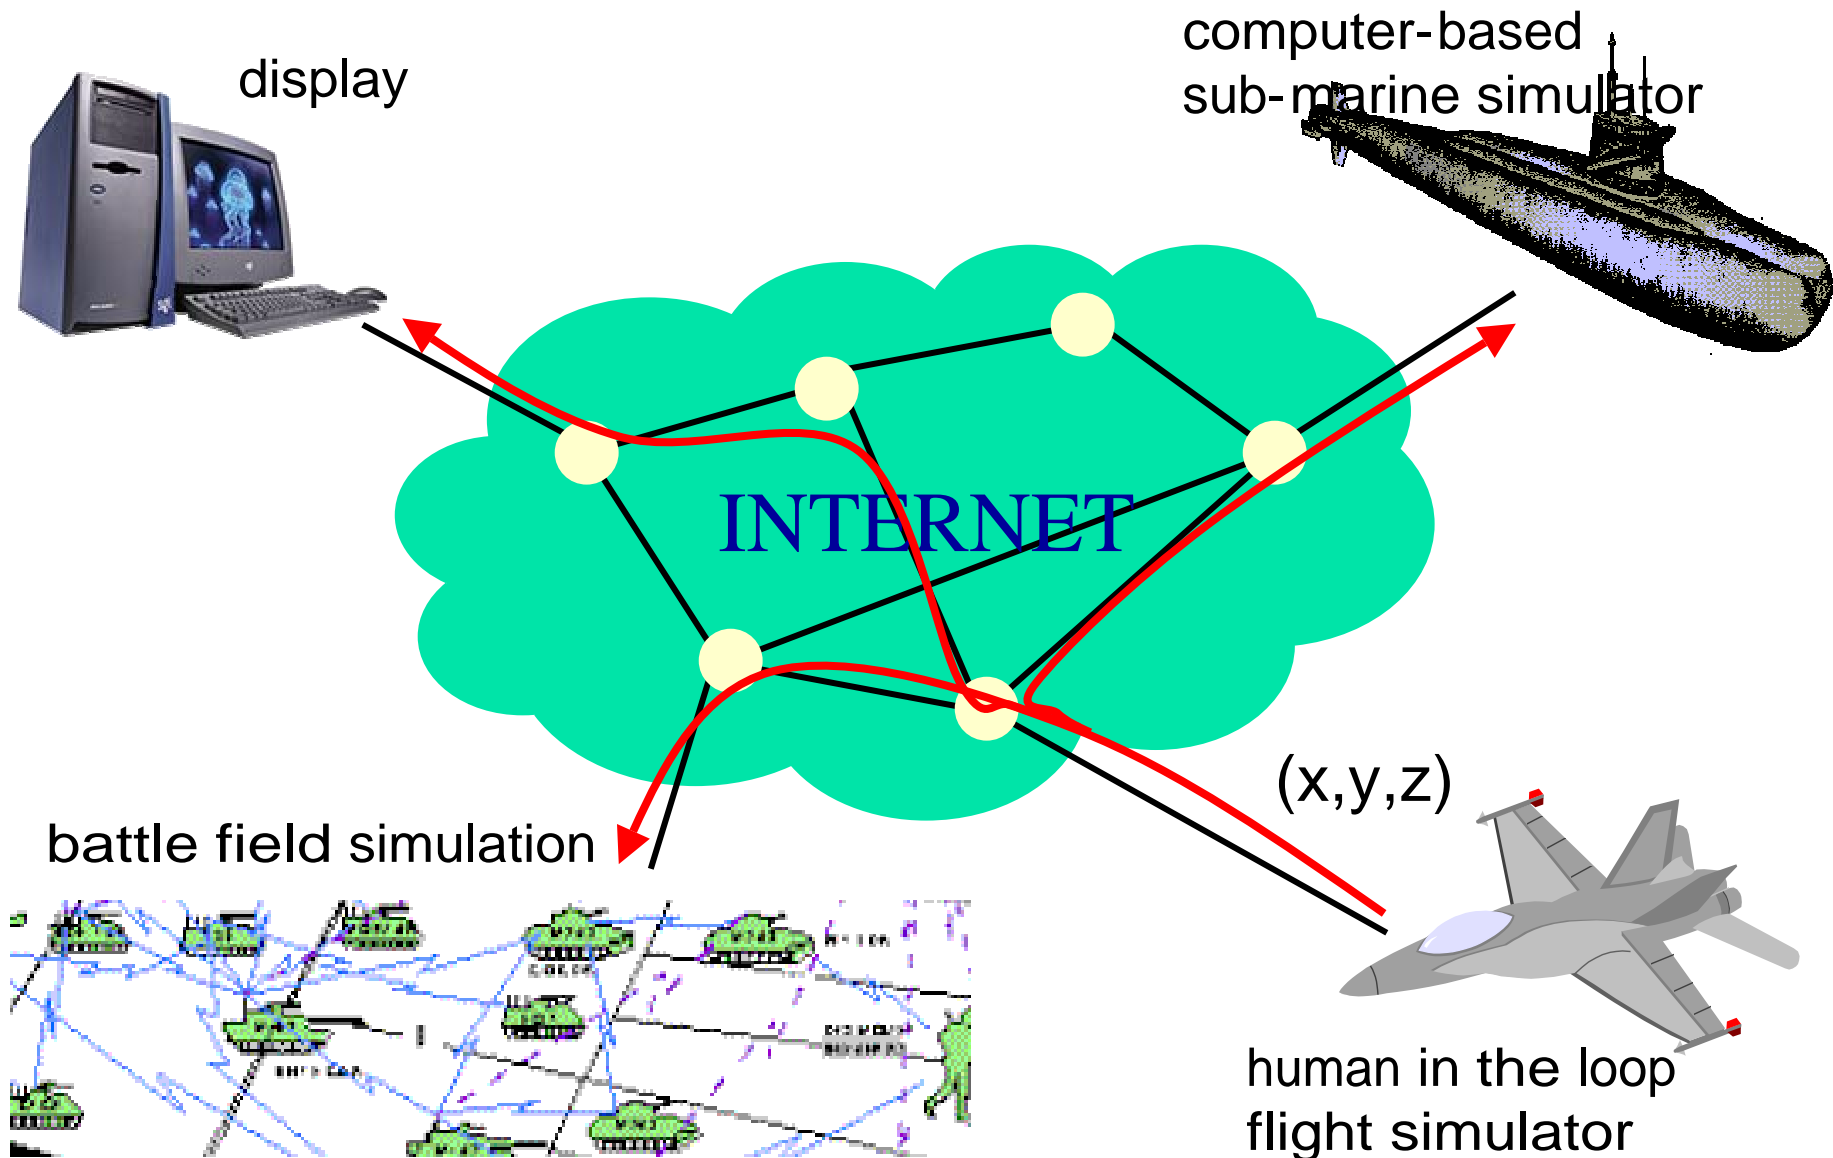 display
computer-based
sub-marine simulator
INTERNET
(x,y,z)
battle field simulation
human in the loop
flight simulator